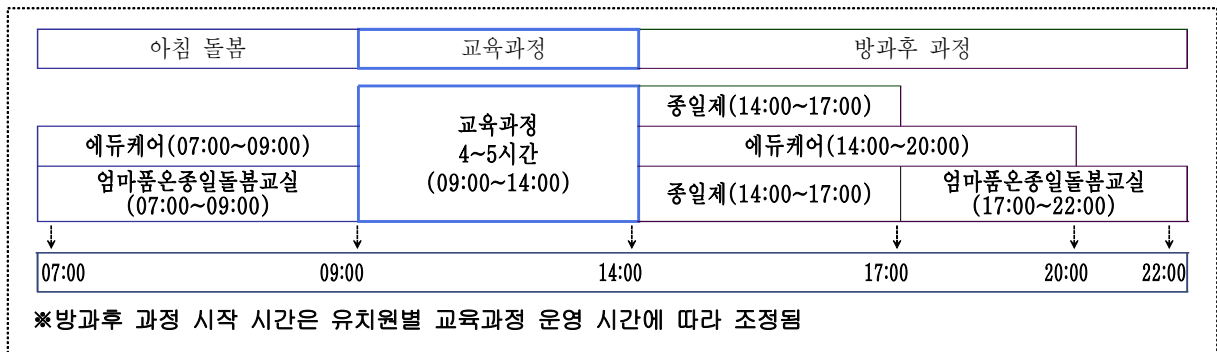 아침 돌봄
교육과정
방과후 과정
종일제(14:00~17:00)
교육과정
4~5시간
(09:00~14:00)
에듀케어(07:00~09:00)
에듀케어(14:00~20:00)
엄마품온종일돌봄교실
(07:00~09:00)
종일제(14:00~17:00)
엄마품온종일돌봄교실
(17:00~22:00)
07:00 09:00 14:00 17:00 20:00 22:00
※방과후 과정 시작 시간은 유치원별 교육과정 운영 시간에 따라 조정됨